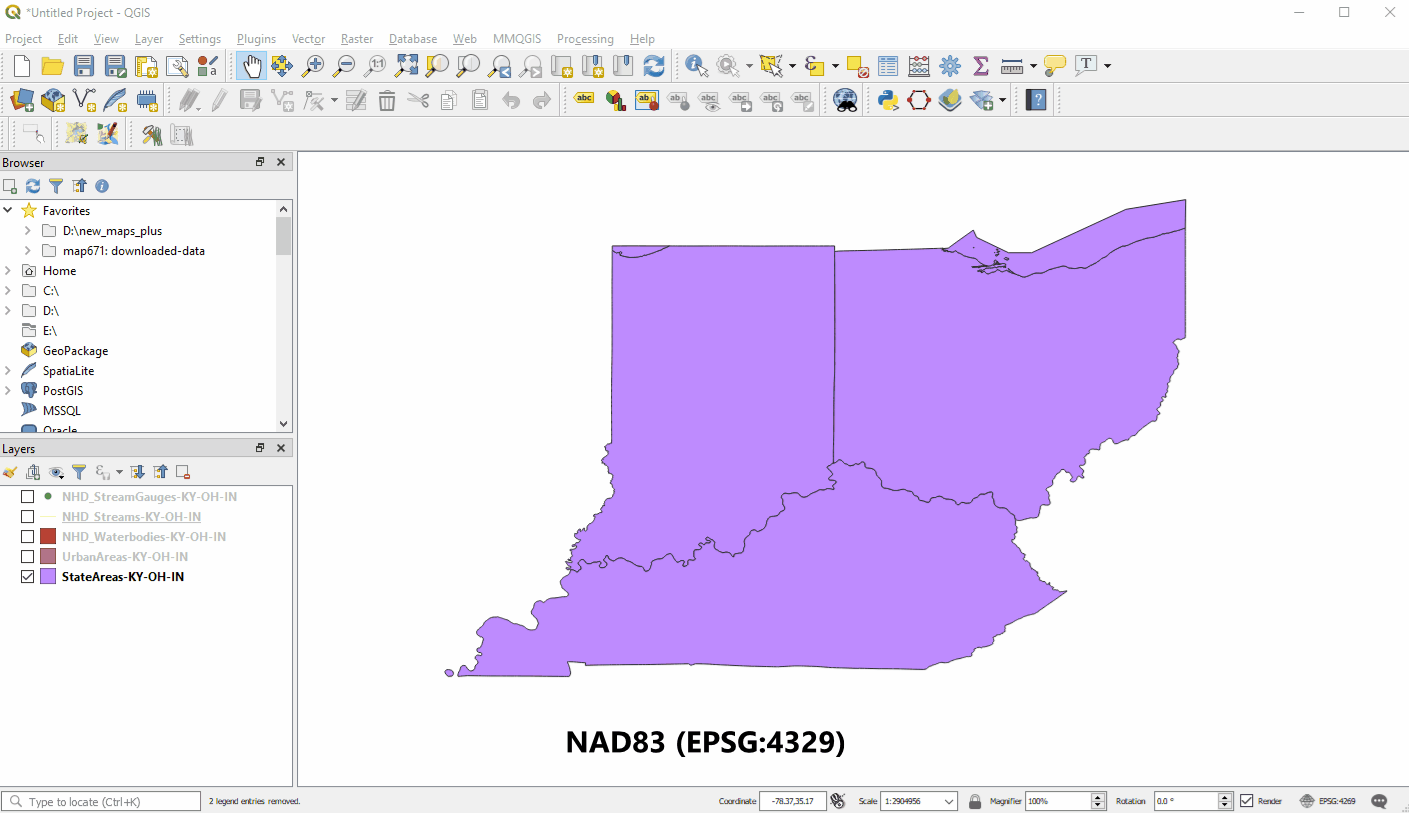 *Untitled Project - QGIS
Project Edit View Layer Settings Plugins Vector Raster Database Web MMQGIS Processing Help
Browser
Favorites
D:\new_maps_plus
map671: downloaded-data
Home
C:\
D:\
E:\
GeoPackage
SpatiaLite
PostGIS
MSSQL
Oracle
Layers
NHD_StreamGauges-KY-OH-IN
NHD_Streams-KY-OH-IN
NHD_Waterbodies-KY-OH-IN
UrbanAreas-KY-OH-IN
StateAreas-KY-OH-IN
NAD83 (EPSG:4329)
Type to locate (Ctrl+K) 2 legend entries removed. Coordinate -78.37,35.17 Scale 1:2904956 Magnifier 100% Rotation 0.0 ° Render EPSG:4269